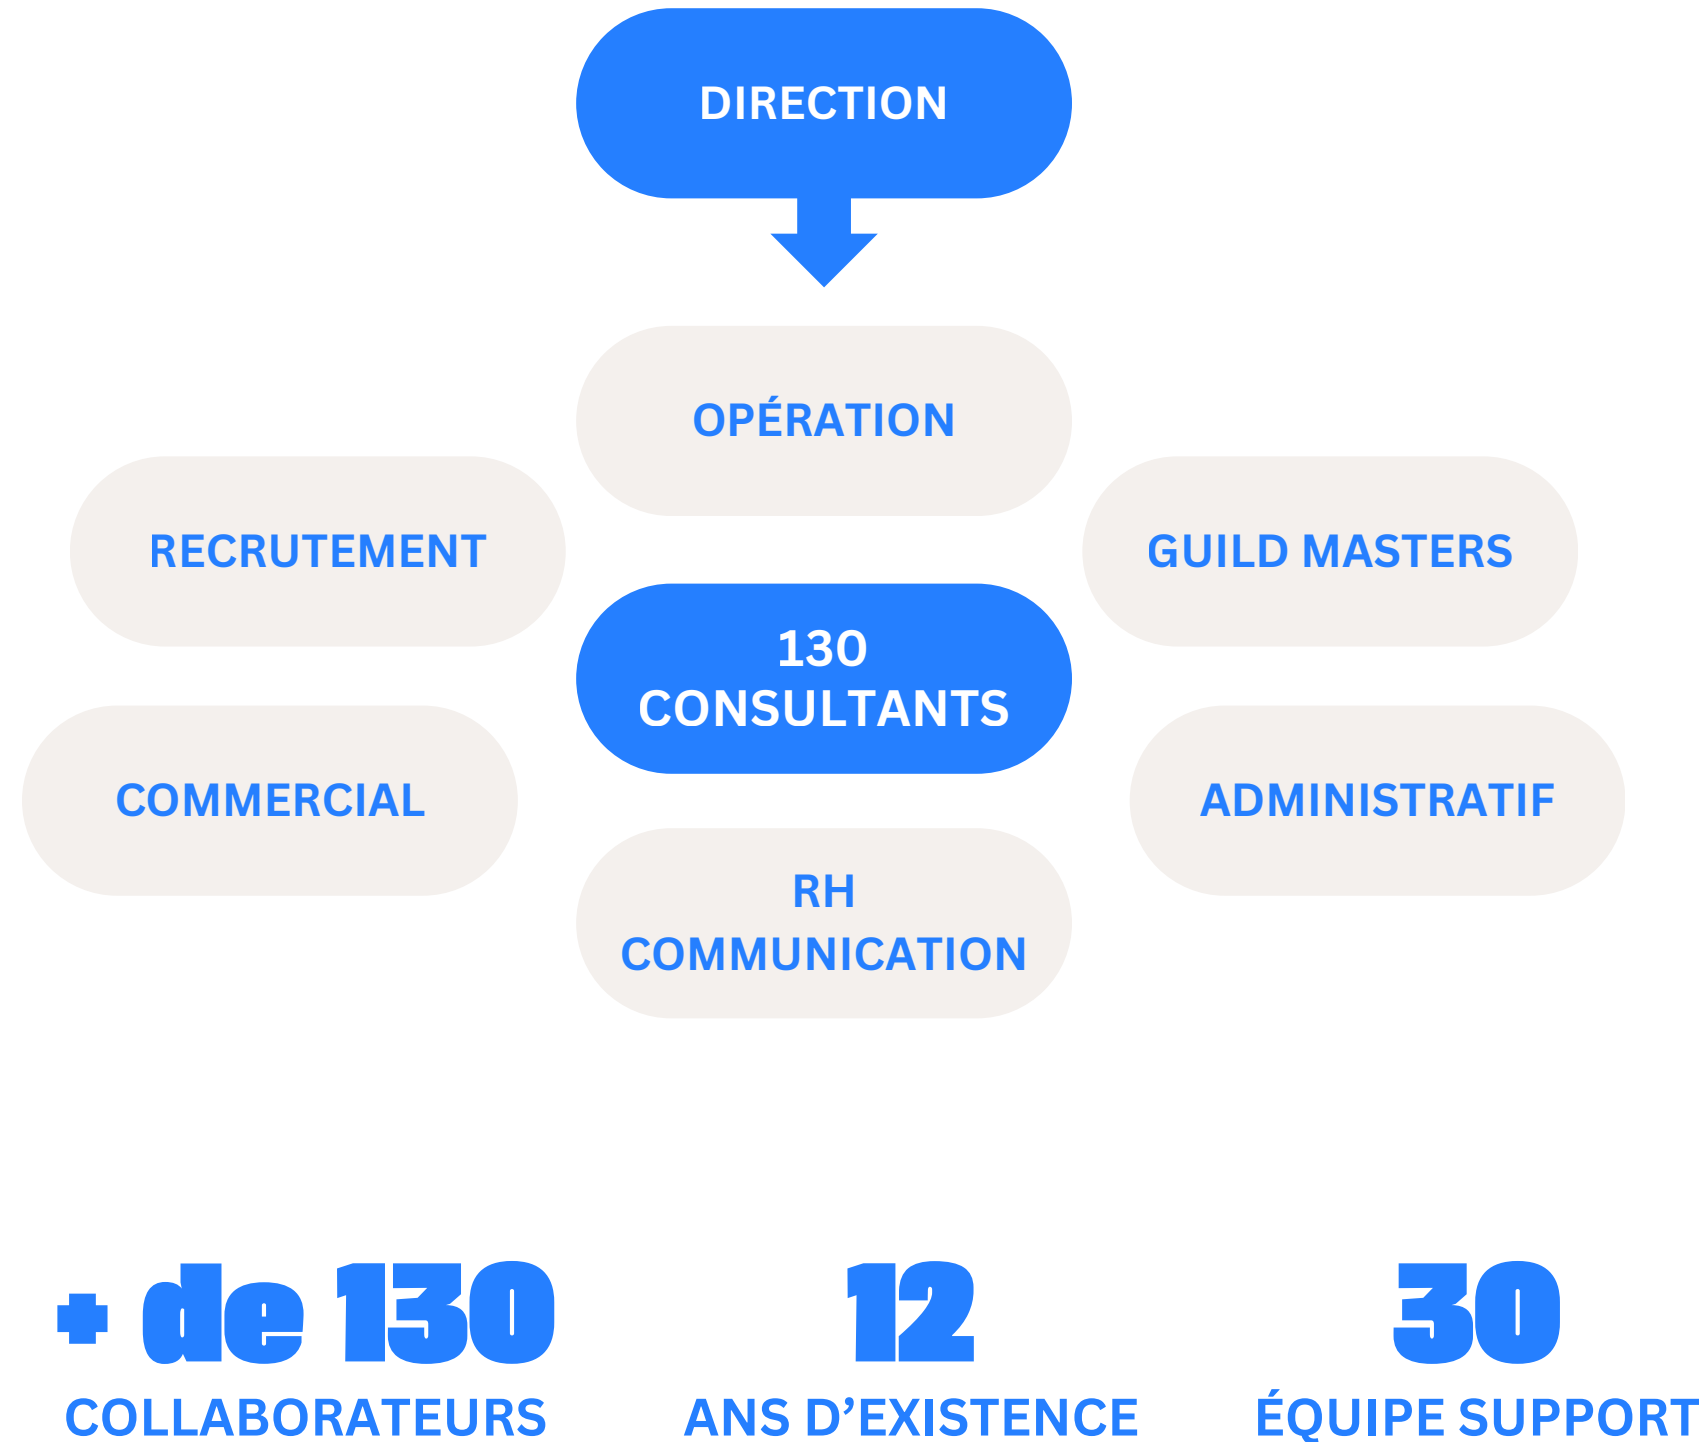 DIRECTION
OPÉRATION
RECRUTEMENT
GUILD MASTERS
130
CONSULTANTS
COMMERCIAL
ADMINISTRATIF
RH
COMMUNICATION
+ de 130
COLLABORATEURS
12
ANS D’EXISTENCE
30
ÉQUIPE SUPPORT